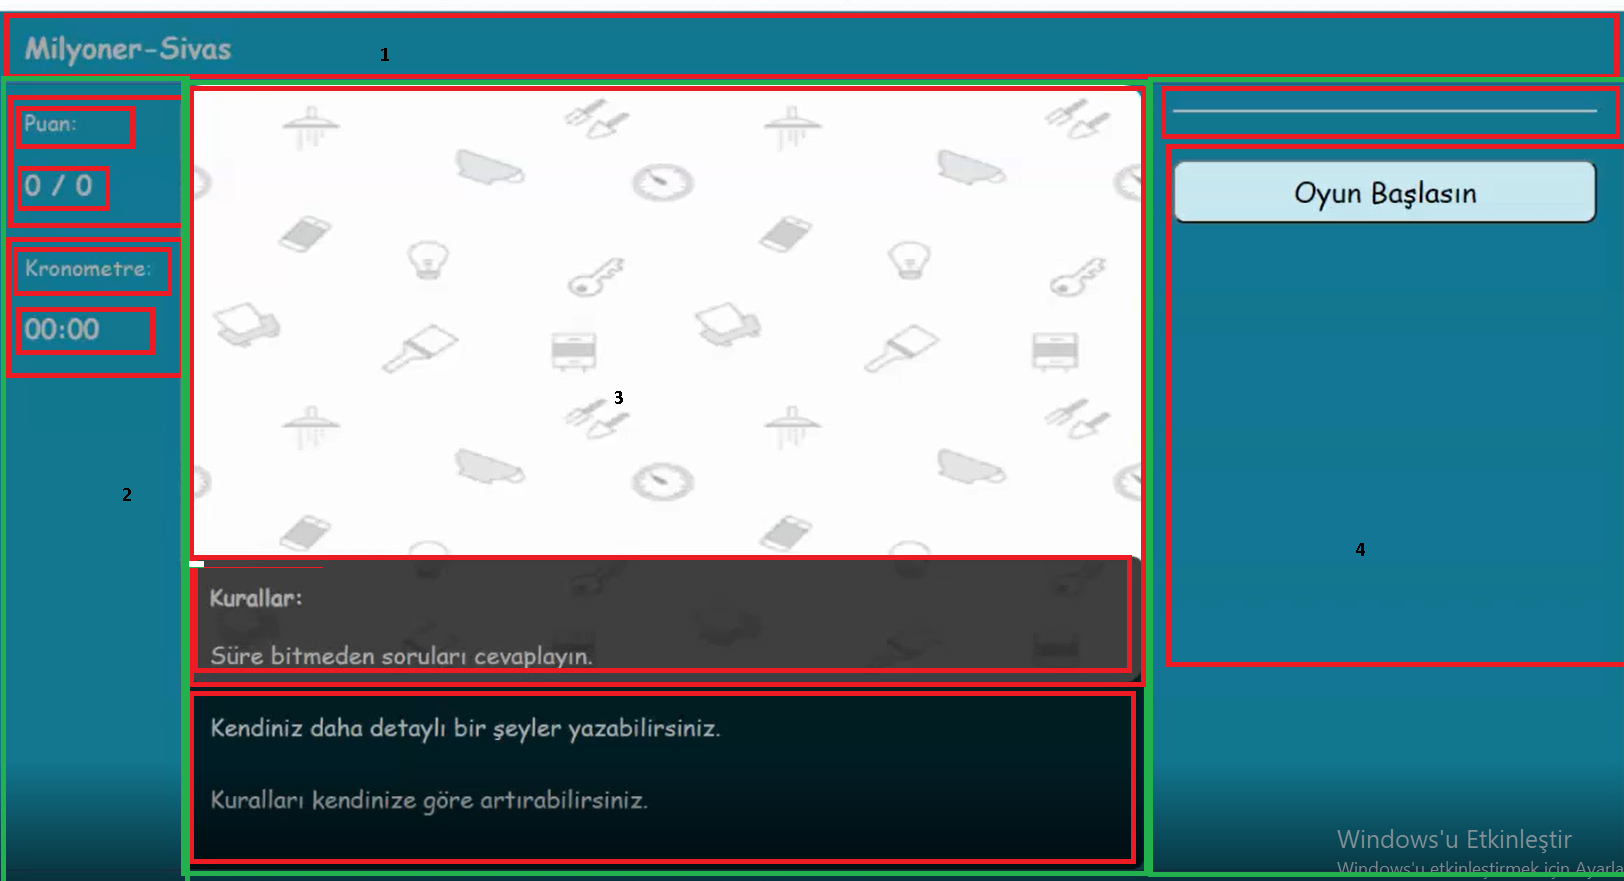 Milyoner-Sivas
1
Puan:
0 / 0
Kronometre:
00:00
2
3
Kurallar:
Süre bitmeden soruları cevaplayın.
Kendiniz daha detaylı bir şeyler yazabilirsiniz.
Kuralları kendinize göre artırabilirsiniz.
Oyun Başlasın
4
Windows'u Etkinleştir
Windows'u etkinleştirmek için Ayarla